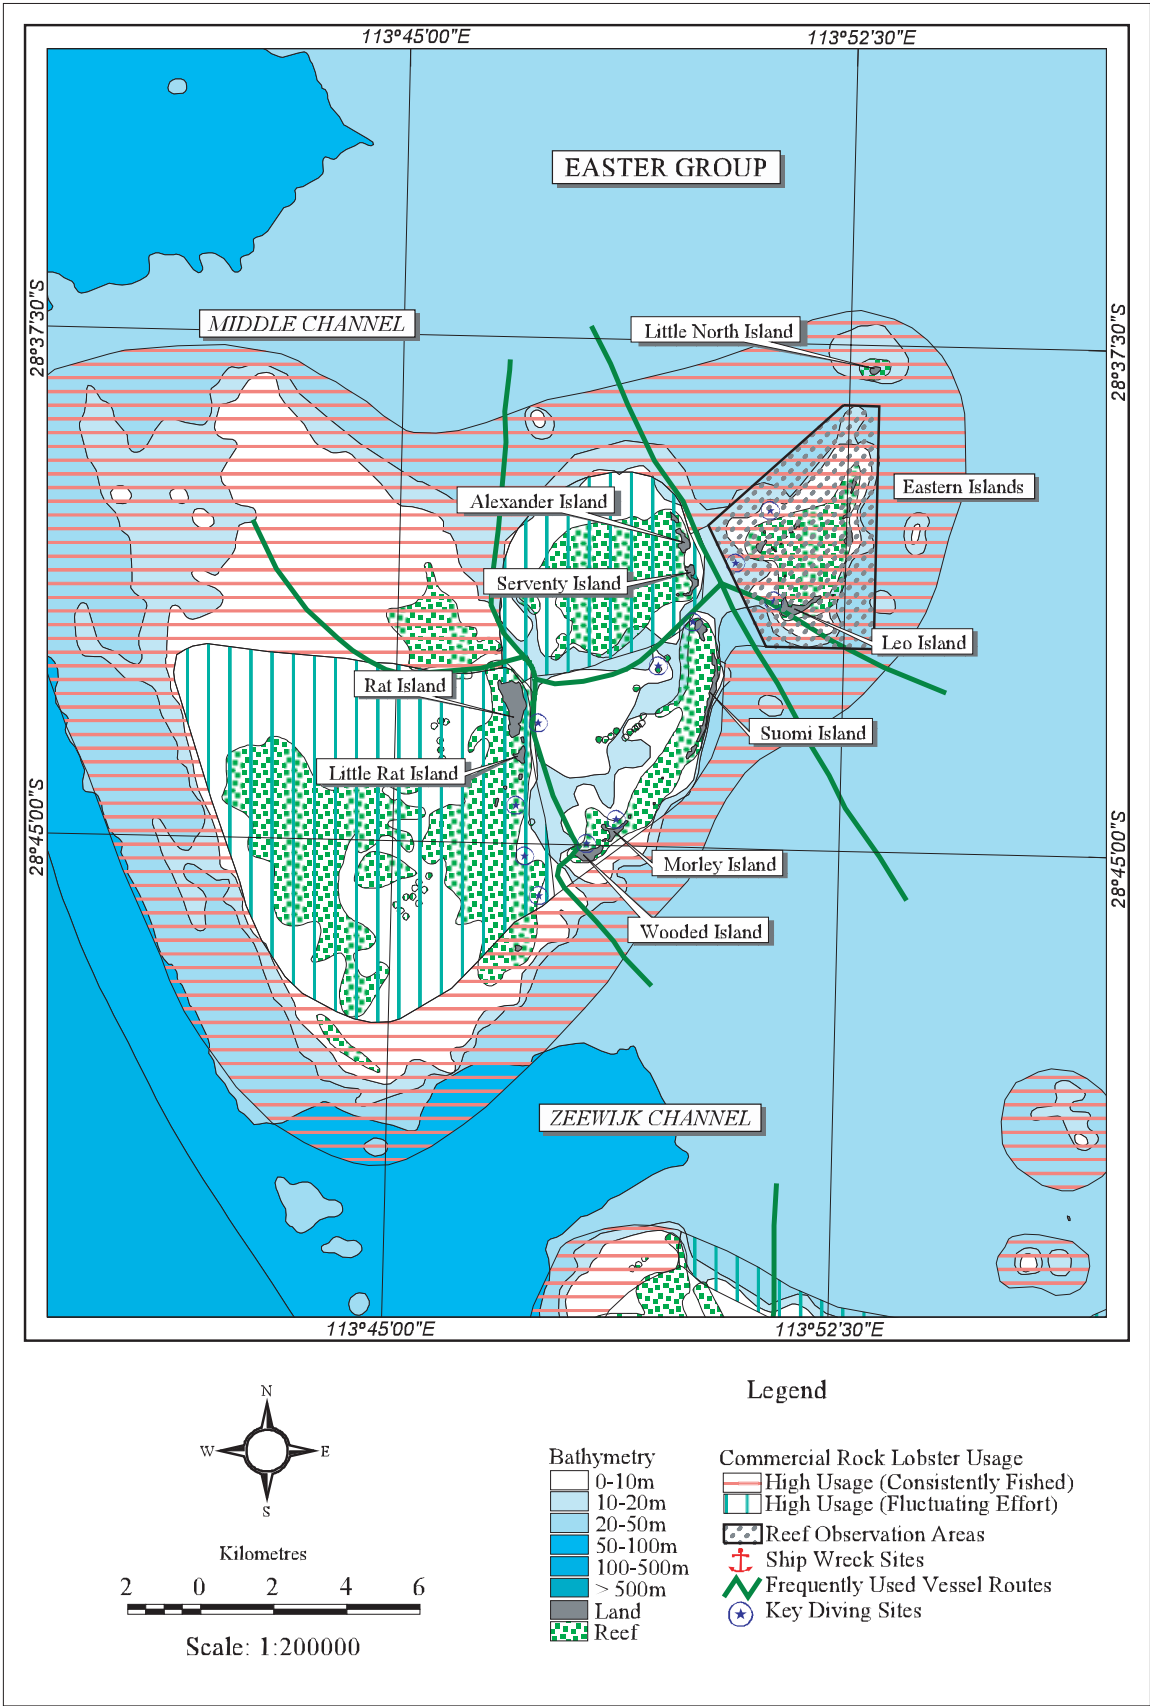 113°45'00"E
113°52'30"E
EASTER GROUP
28°37'30"S
MIDDLE CHANNEL
Little North Island
28°37'30"S
Eastern Islands
Alexander Island
Serventy Island
Leo Island
Rat Island
Suomi Island
Little Rat Island
28°45'00"S
28°45'00"S
Morley Island
Wooded Island
ZEEWIJK CHANNEL
113°45'00"E
113°52'30"E
N
W
E
S
Kilometres
2 0 2 4 6
Scale: 1:200000
Legend
Bathymetry
0-10m
10-20m
20-50m
50-100m
100-500m
> 500m
Land
Reef
Commercial Rock Lobster Usage
High Usage (Consistently Fished)
High Usage (Fluctuating Effort)
Reef Observation Areas
Ship Wreck Sites
Frequently Used Vessel Routes
Key Diving Sites